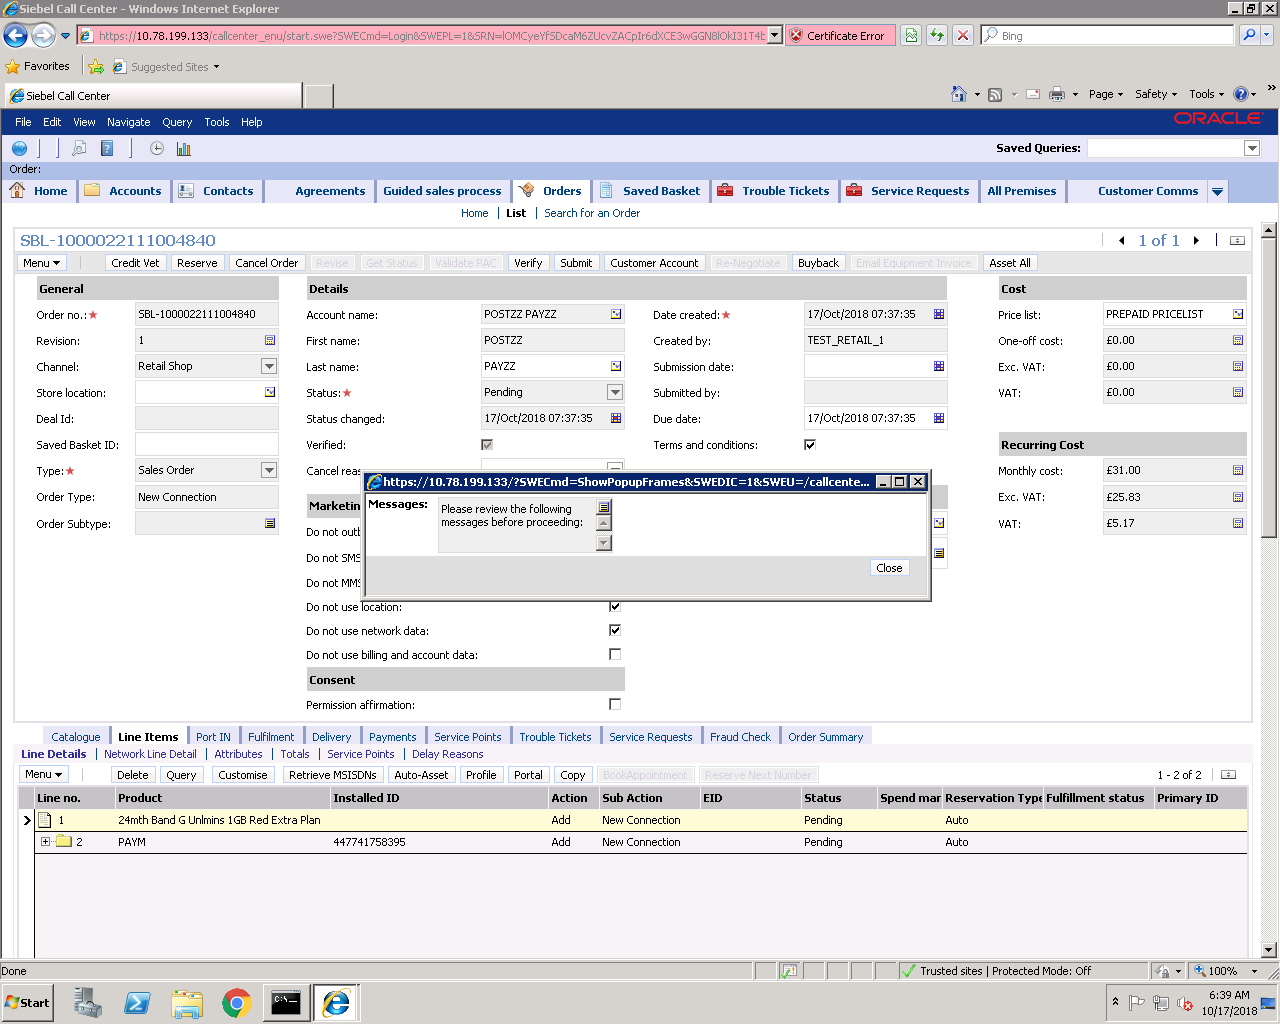 Siebel Call Center - Windows Internet Explorer
https://10.78.199.133/callcenter_enu/start.swe?SWECmd=Login&SWEPL=1&SRN= Certificate Error Bing
Favorites Suggested Sites
Siebel Call Center Page Safety Tools »
File Edit View Navigate Query Tools Help ORACLE
Saved Queries:
Order:
Home Accounts Contacts Agreements Guided sales process Orders Saved Basket Trouble Tickets Service Requests All Premises Customer Comms
Home List Search for an Order
SBL-1000022111004840 1 of 1
Menu Credit Vet Reserve Cancel Order Revise Get Status Validate PAC Verify Submit Customer Account Re-Negotiate Buyback Email Equipment Invoice Asset All
General Details Cost
Order no.:★ SBL-1000022111004840 Account name: POSTZZ PAYZZ Date created:★ 17/Oct/2018 07:37:35 Price list: PREPAID PRICELIST
Revision: 1 First name: POSTZZ Created by: TEST_RETAIL_1 One-off cost: £0.00
Channel: Retail Shop Last name: PAYZZ Submission date: Exc. VAT: £0.00
Store location: Status:★ Pending Submitted by: VAT: £0.00
Deal Id: Status changed: 17/Oct/2018 07:37:35 Due date: 17/Oct/2018 07:37:35
Saved Basket ID: Verified: Terms and conditions: Recurring Cost
Type:★ Sales Order Cancel reas Monthly cost: £31.00
https://10.78.199.133/?SWECmd=ShowPopupFrames&SWEDIC=1&SWEU=/callcente...
Order Type: New Connection Marketin Exc. VAT: £25.83
Messages: Please review the following
messages before proceeding:
Order Subtype: Do not out VAT: £5.17
Do not SMS
Close
Do not MMS
Do not use location:
Do not use network data:
Do not use billing and account data:
Consent
Permission affirmation:
Catalogue Line Items Port IN Fulfilment Delivery Payments Service Points Trouble Tickets Service Requests Fraud Check Order Summary
Line Details Network Line Detail Attributes Totals Service Points Delay Reasons
Menu Delete Query Customise Retrieve MSISDNs Auto-Asset Profile Portal Copy BookAppointment Reserve Next Number 1 - 2 of 2
Line no. Product Installed ID Action Sub Action EID Status Spend mar Reservation Type Fulfillment status Primary ID
1 24mth Band G Unlmins 1GB Red Extra Plan Add New Connection Pending Auto
2 PAYM 447741758395 Add New Connection Pending Auto
Done Trusted sites | Protected Mode: Off 100%
Start 6:39 AM
10/17/2018